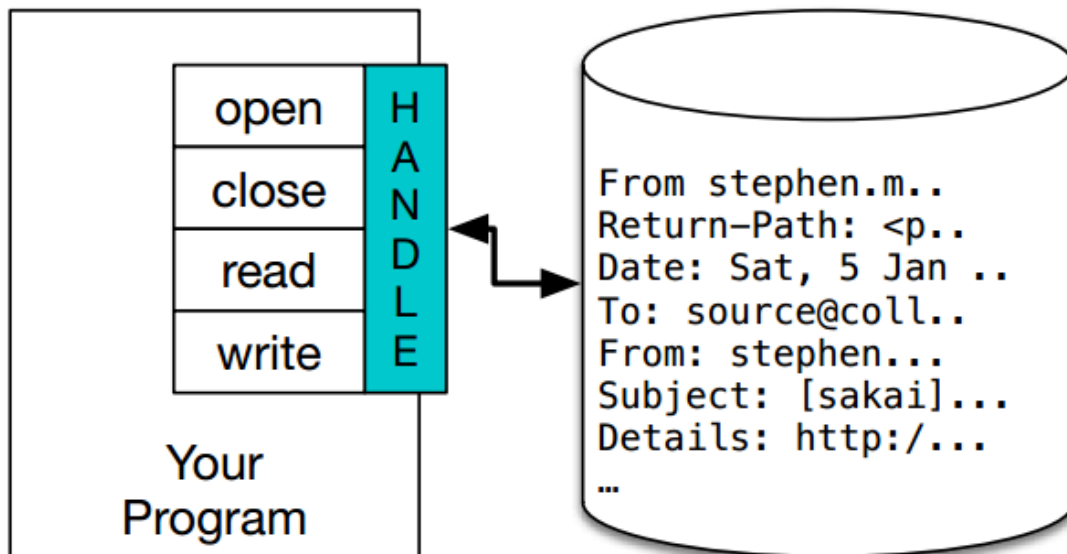 open
close
read
write
HANDLE
Your
Program
From stephen.m..
Return-Path: <p..
Date: Sat, 5 Jan ..
To: source@coll..
From: stephen...
Subject: [sakai]...
Details: http:/...
…